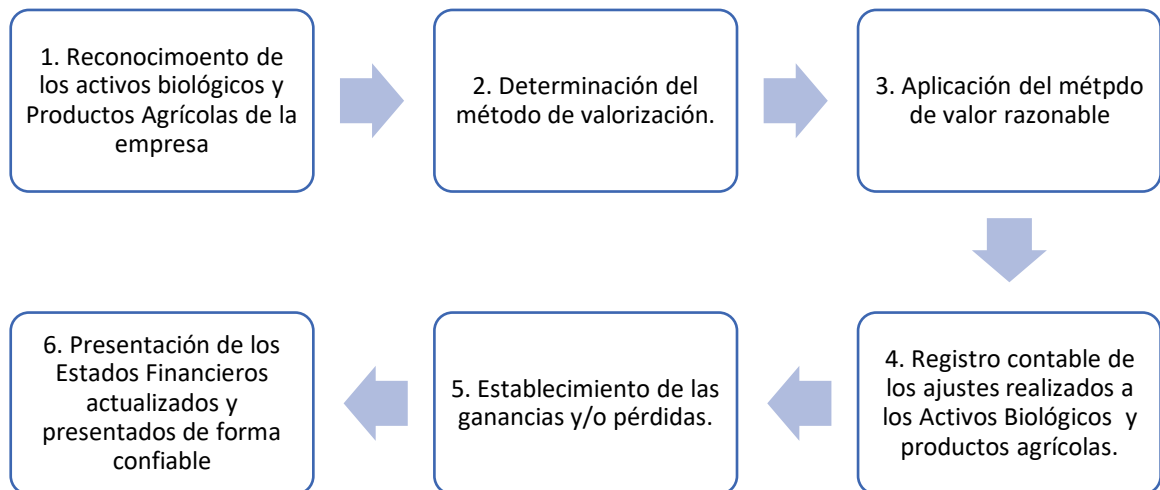 1. Reconocimoento de
los activos biológicos y
Productos Agrícolas de la
empresa
2. Determinación del
método de valorización.
3. Aplicación del métpdo
de valor razonable
4. Registro contable de
los ajustes realizados a
los Activos Biológicos y
productos agrícolas.
5. Establecimiento de las
ganancias y/o pérdidas.
6. Presentación de los
Estados Financieros
actualizados y
presentados de forma
confiable